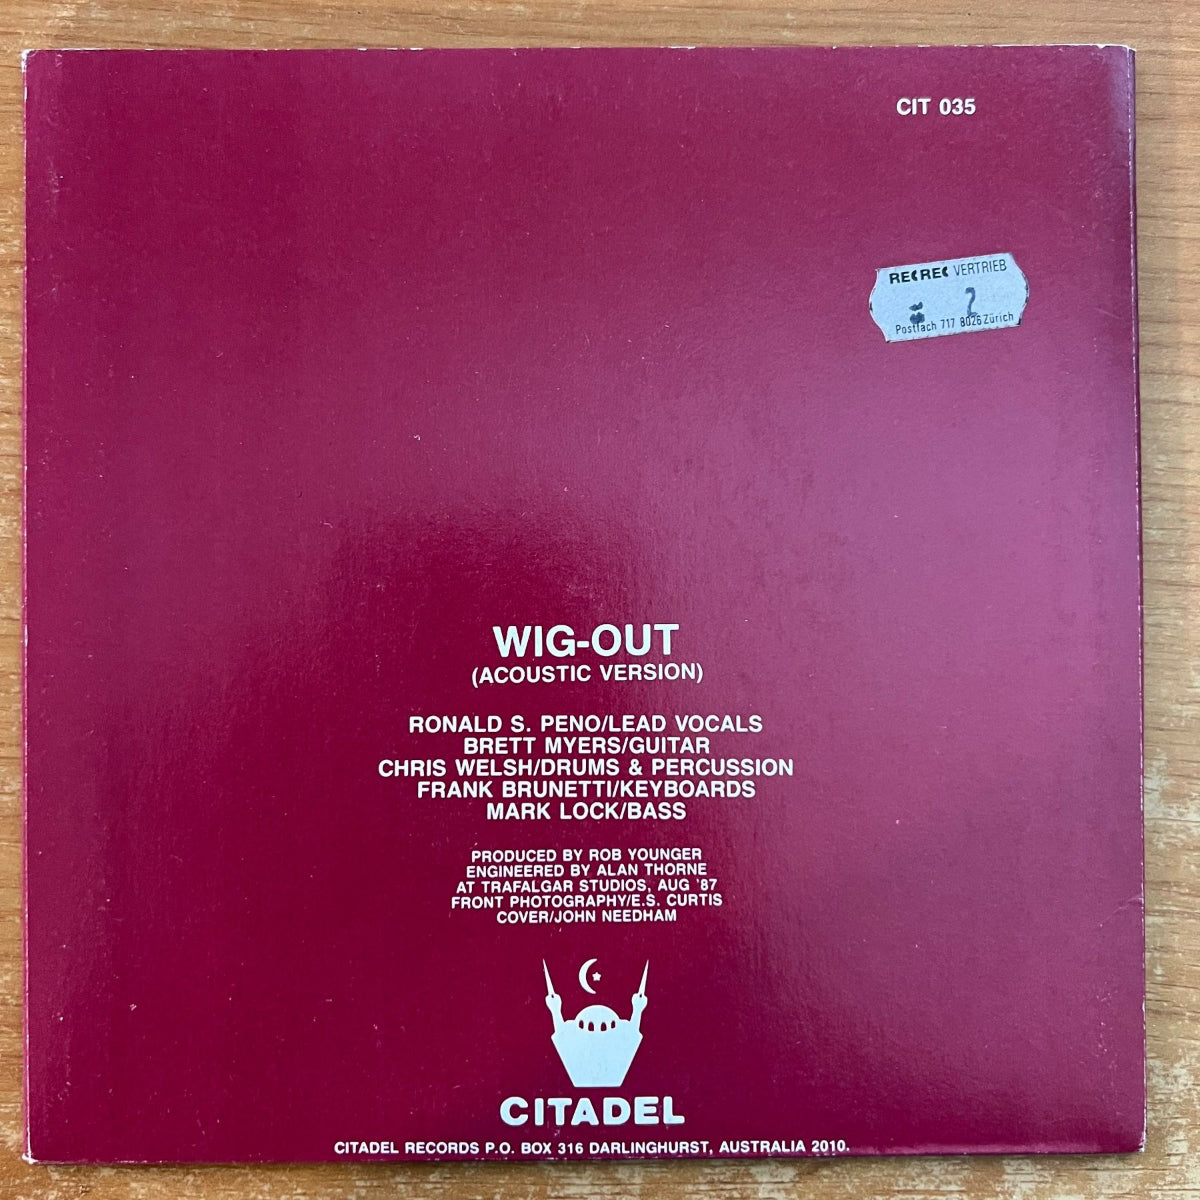 CIT 035
RECREC VERTRIEB
2
Postfach 717 8026 Zürich
WIG-OUT
(ACOUSTIC VERSION)
RONALD S. PENO/LEAD VOCALS
BRETT MYERS/GUITAR
CHRIS WELSH/DRUMS & PERCUSSION
FRANK BRUNETTI/KEYBOARDS
MARK LOCK/BASS
PRODUCED BY ROB YOUNGER
ENGINEERED BY ALAN THORNE
AT TRAFALGAR STUDIOS, AUG '87
FRONT PHOTOGRAPHY/E.S. CURTIS
COVER/JOHN NEEDHAM
CITADEL
CITADEL RECORDS P.O. BOX 316 DARLINGHURST, AUSTRALIA 2010.